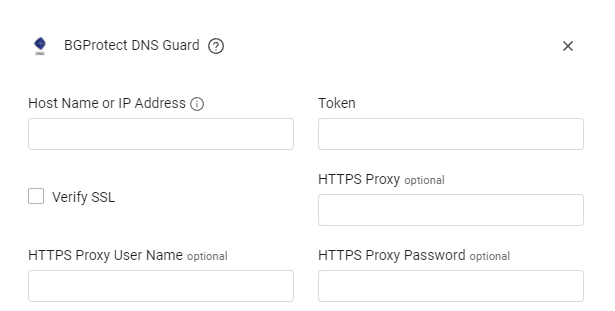 BGProtect DNS Guard
DNS
Host Name or IP Address
Token
Verify SSL
HTTPS Proxy optional
HTTPS Proxy User Name optional
HTTPS Proxy Password optional